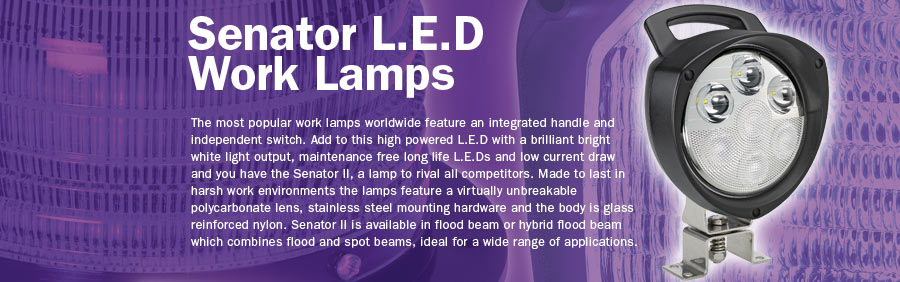 Senator L.E.D
Work Lamps
The most popular work lamps worldwide feature an integrated handle and
independent switch. Add to this high powered L.E.D with a brilliant bright
white light output, maintenance free long life L.E.Ds and low current draw
and you have the Senator II, a lamp to rival all competitors. Made to last in
harsh work environments the lamps feature a virtually unbreakable
polycarbonate lens, stainless steel mounting hardware and the body is glass
reinforced nylon. Senator II is available in flood beam or hybrid flood beam
which combines flood and spot beams, ideal for a wide range of applications.